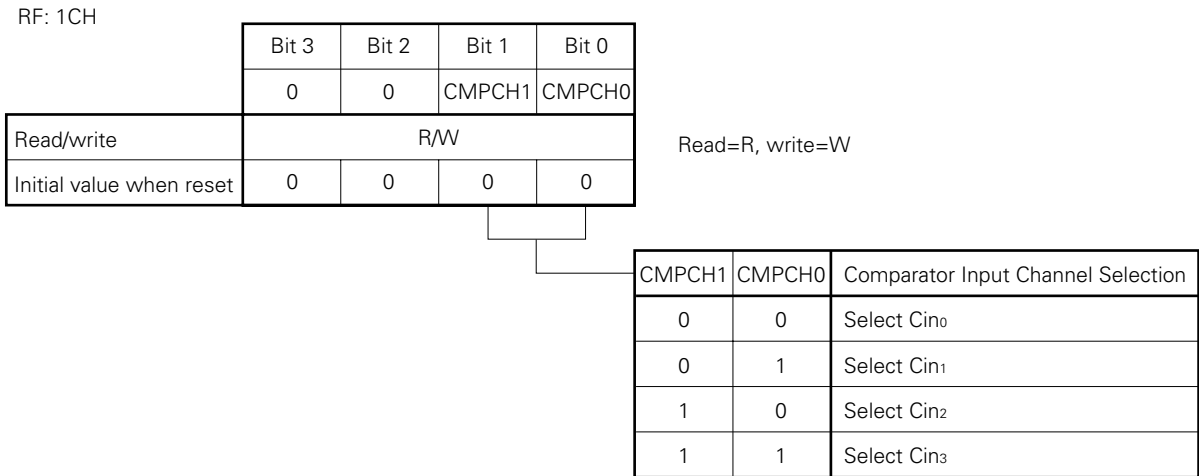 RF: 1CH
Bit 3 Bit 2 Bit 1 Bit 0
0 0 CMPCH1 CMPCH0
Read/write R/W
Read=R, write=W
Initial value when reset 0 0 0 0
CMPCH1 CMPCH0 Comparator Input Channel Selection
0 0 Select Cin0
0 1 Select Cin1
1 0 Select Cin2
1 1 Select Cin3